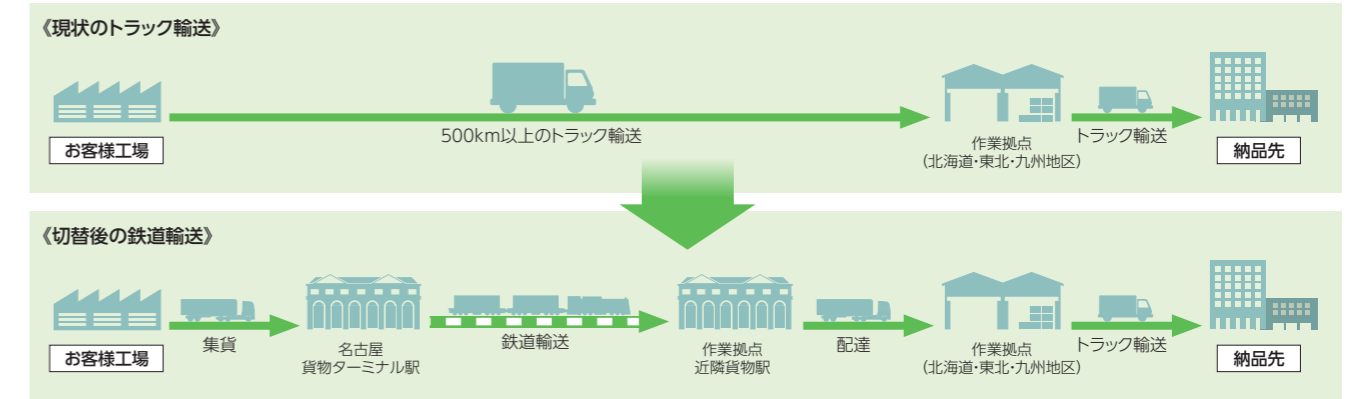 《現状のトラック輸送》
お客様工場
500km以上のトラック輸送
作業拠点
(北海道・東北・九州地区)
トラック輸送
納品先
《切替後の鉄道輸送》
お客様工場
集貨
名古屋
貨物ターミナル駅
鉄道輸送
作業拠点
近隣貨物駅
配達
作業拠点
(北海道・東北・九州地区)
トラック輸送
納品先